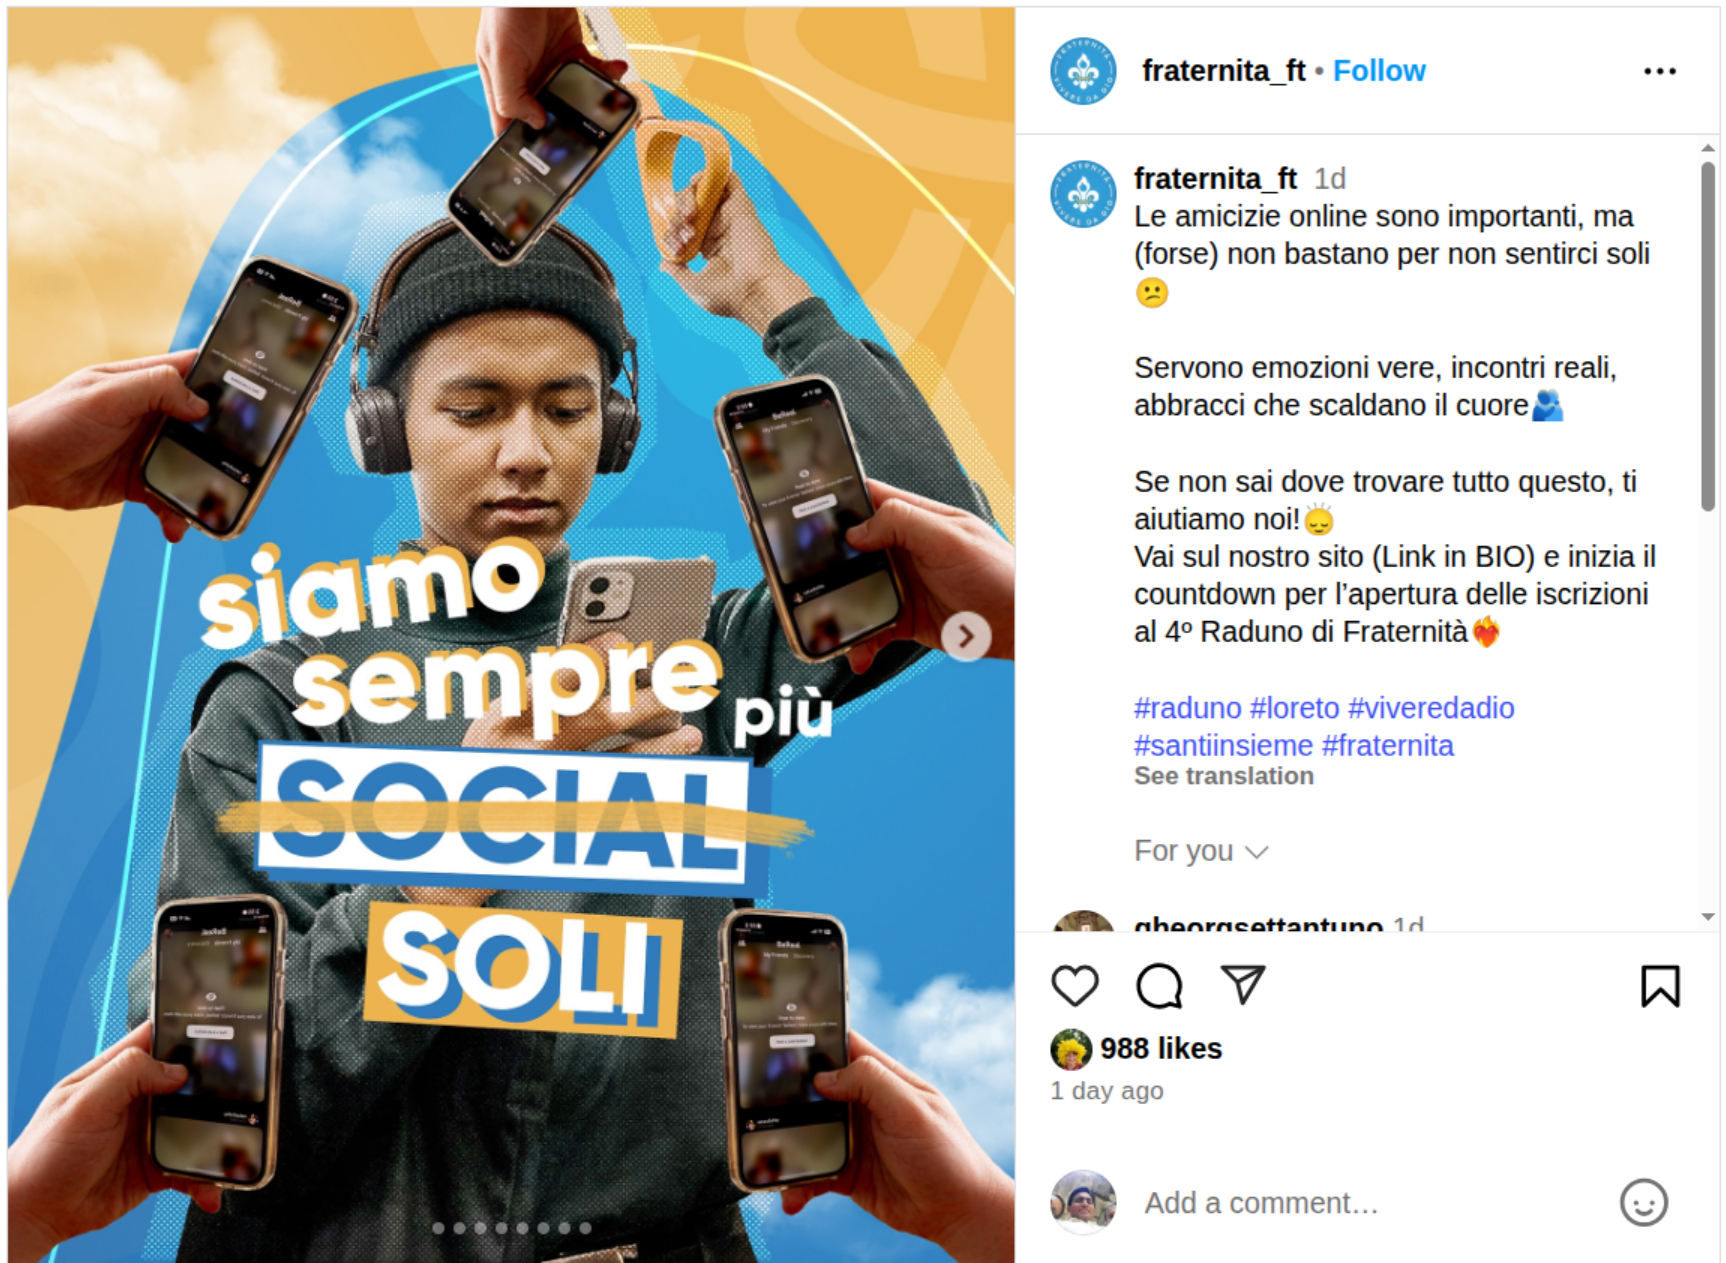 siamo
sempre
più
SOCIAL
SOLI
FRATERNITÀ
VIVERE DA DIO
fraternita_ft • Follow
fraternita_ft 1d
Le amicizie online sono importanti, ma
(forse) non bastano per non sentirci soli
😕
Servono emozioni vere, incontri reali,
abbracci che scaldano il cuore🫂
Se non sai dove trovare tutto questo, ti
aiutiamo noi!
Vai sul nostro sito (Link in BIO) e inizia il
countdown per l’apertura delle iscrizioni
al 4º Raduno di Fraternità❤️‍🔥
#raduno #loreto #viveredadio
#santiinsieme #fraternita
See translation
For you
gheorgsettantuno 1d
988 likes
1 day ago
Add a comment…